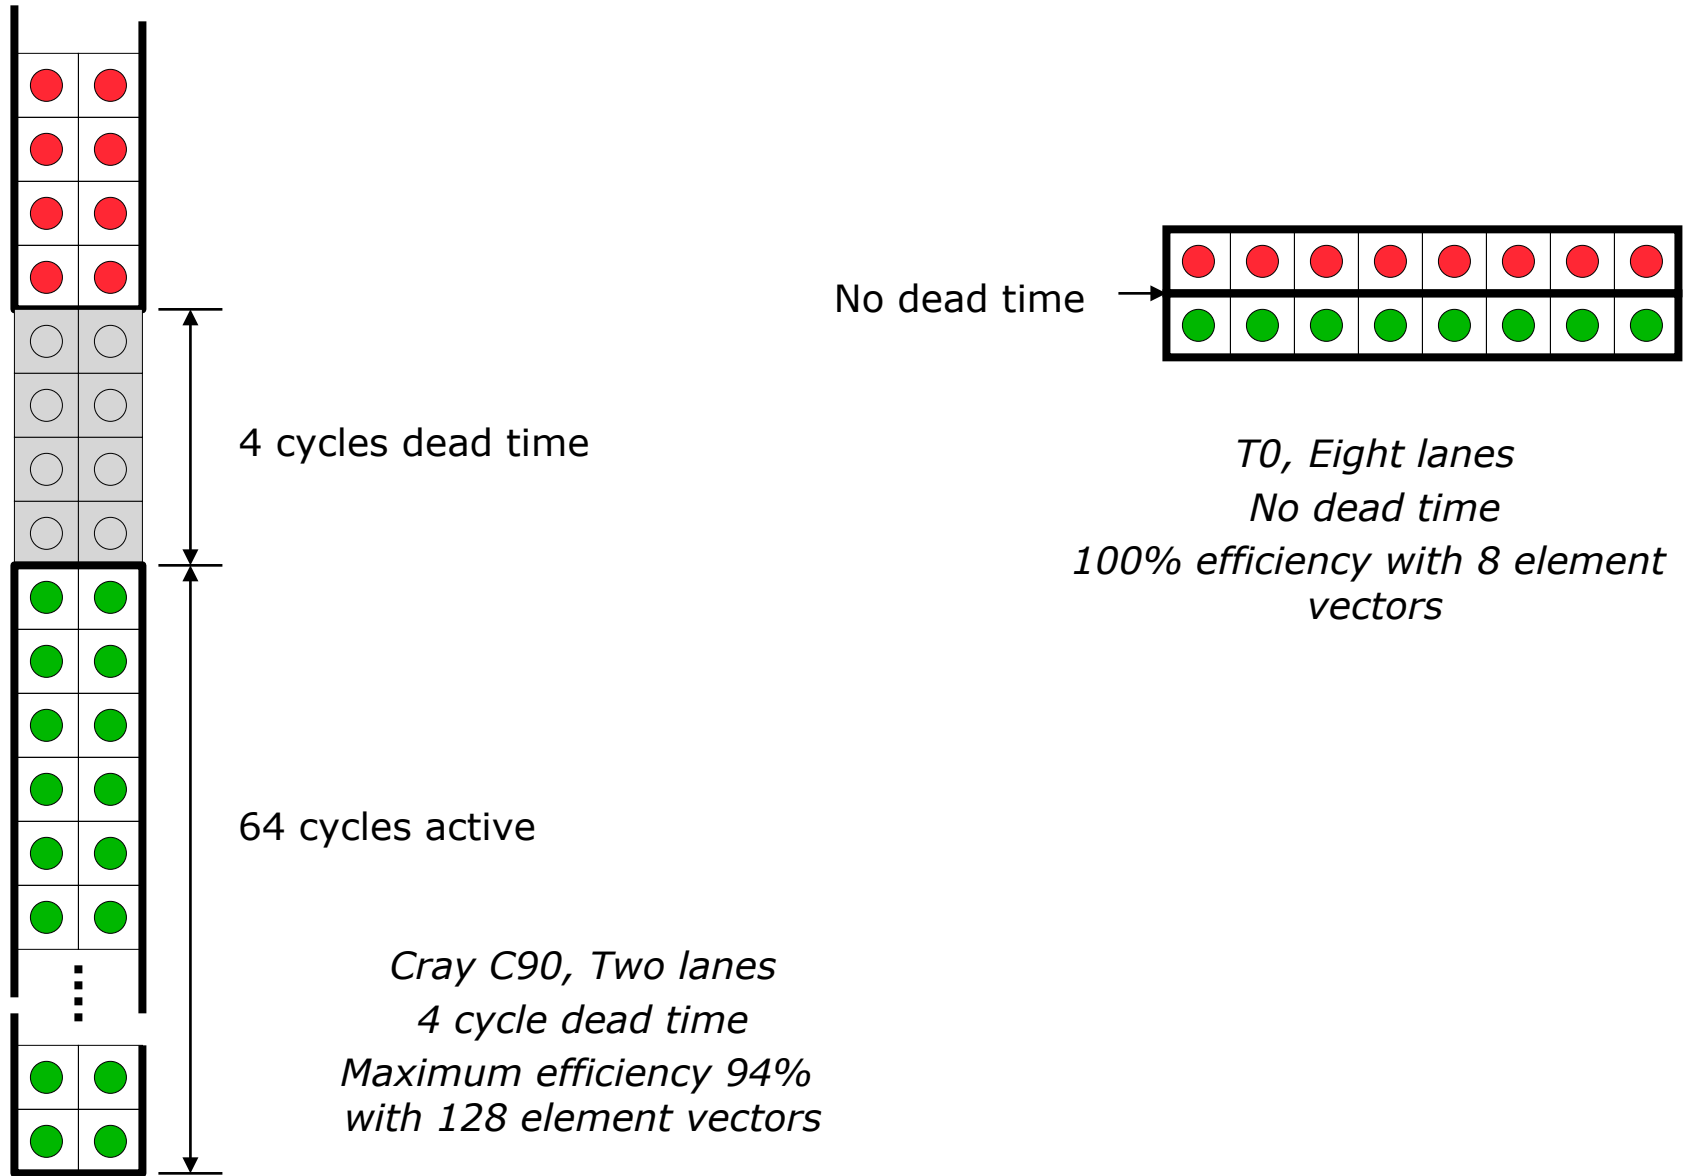 No dead time
4 cycles dead time
T0, Eight lanes
No dead time
100% efficiency with 8 element
vectors
64 cycles active
Cray C90, Two lanes
4 cycle dead time
Maximum efficiency 94%
with 128 element vectors